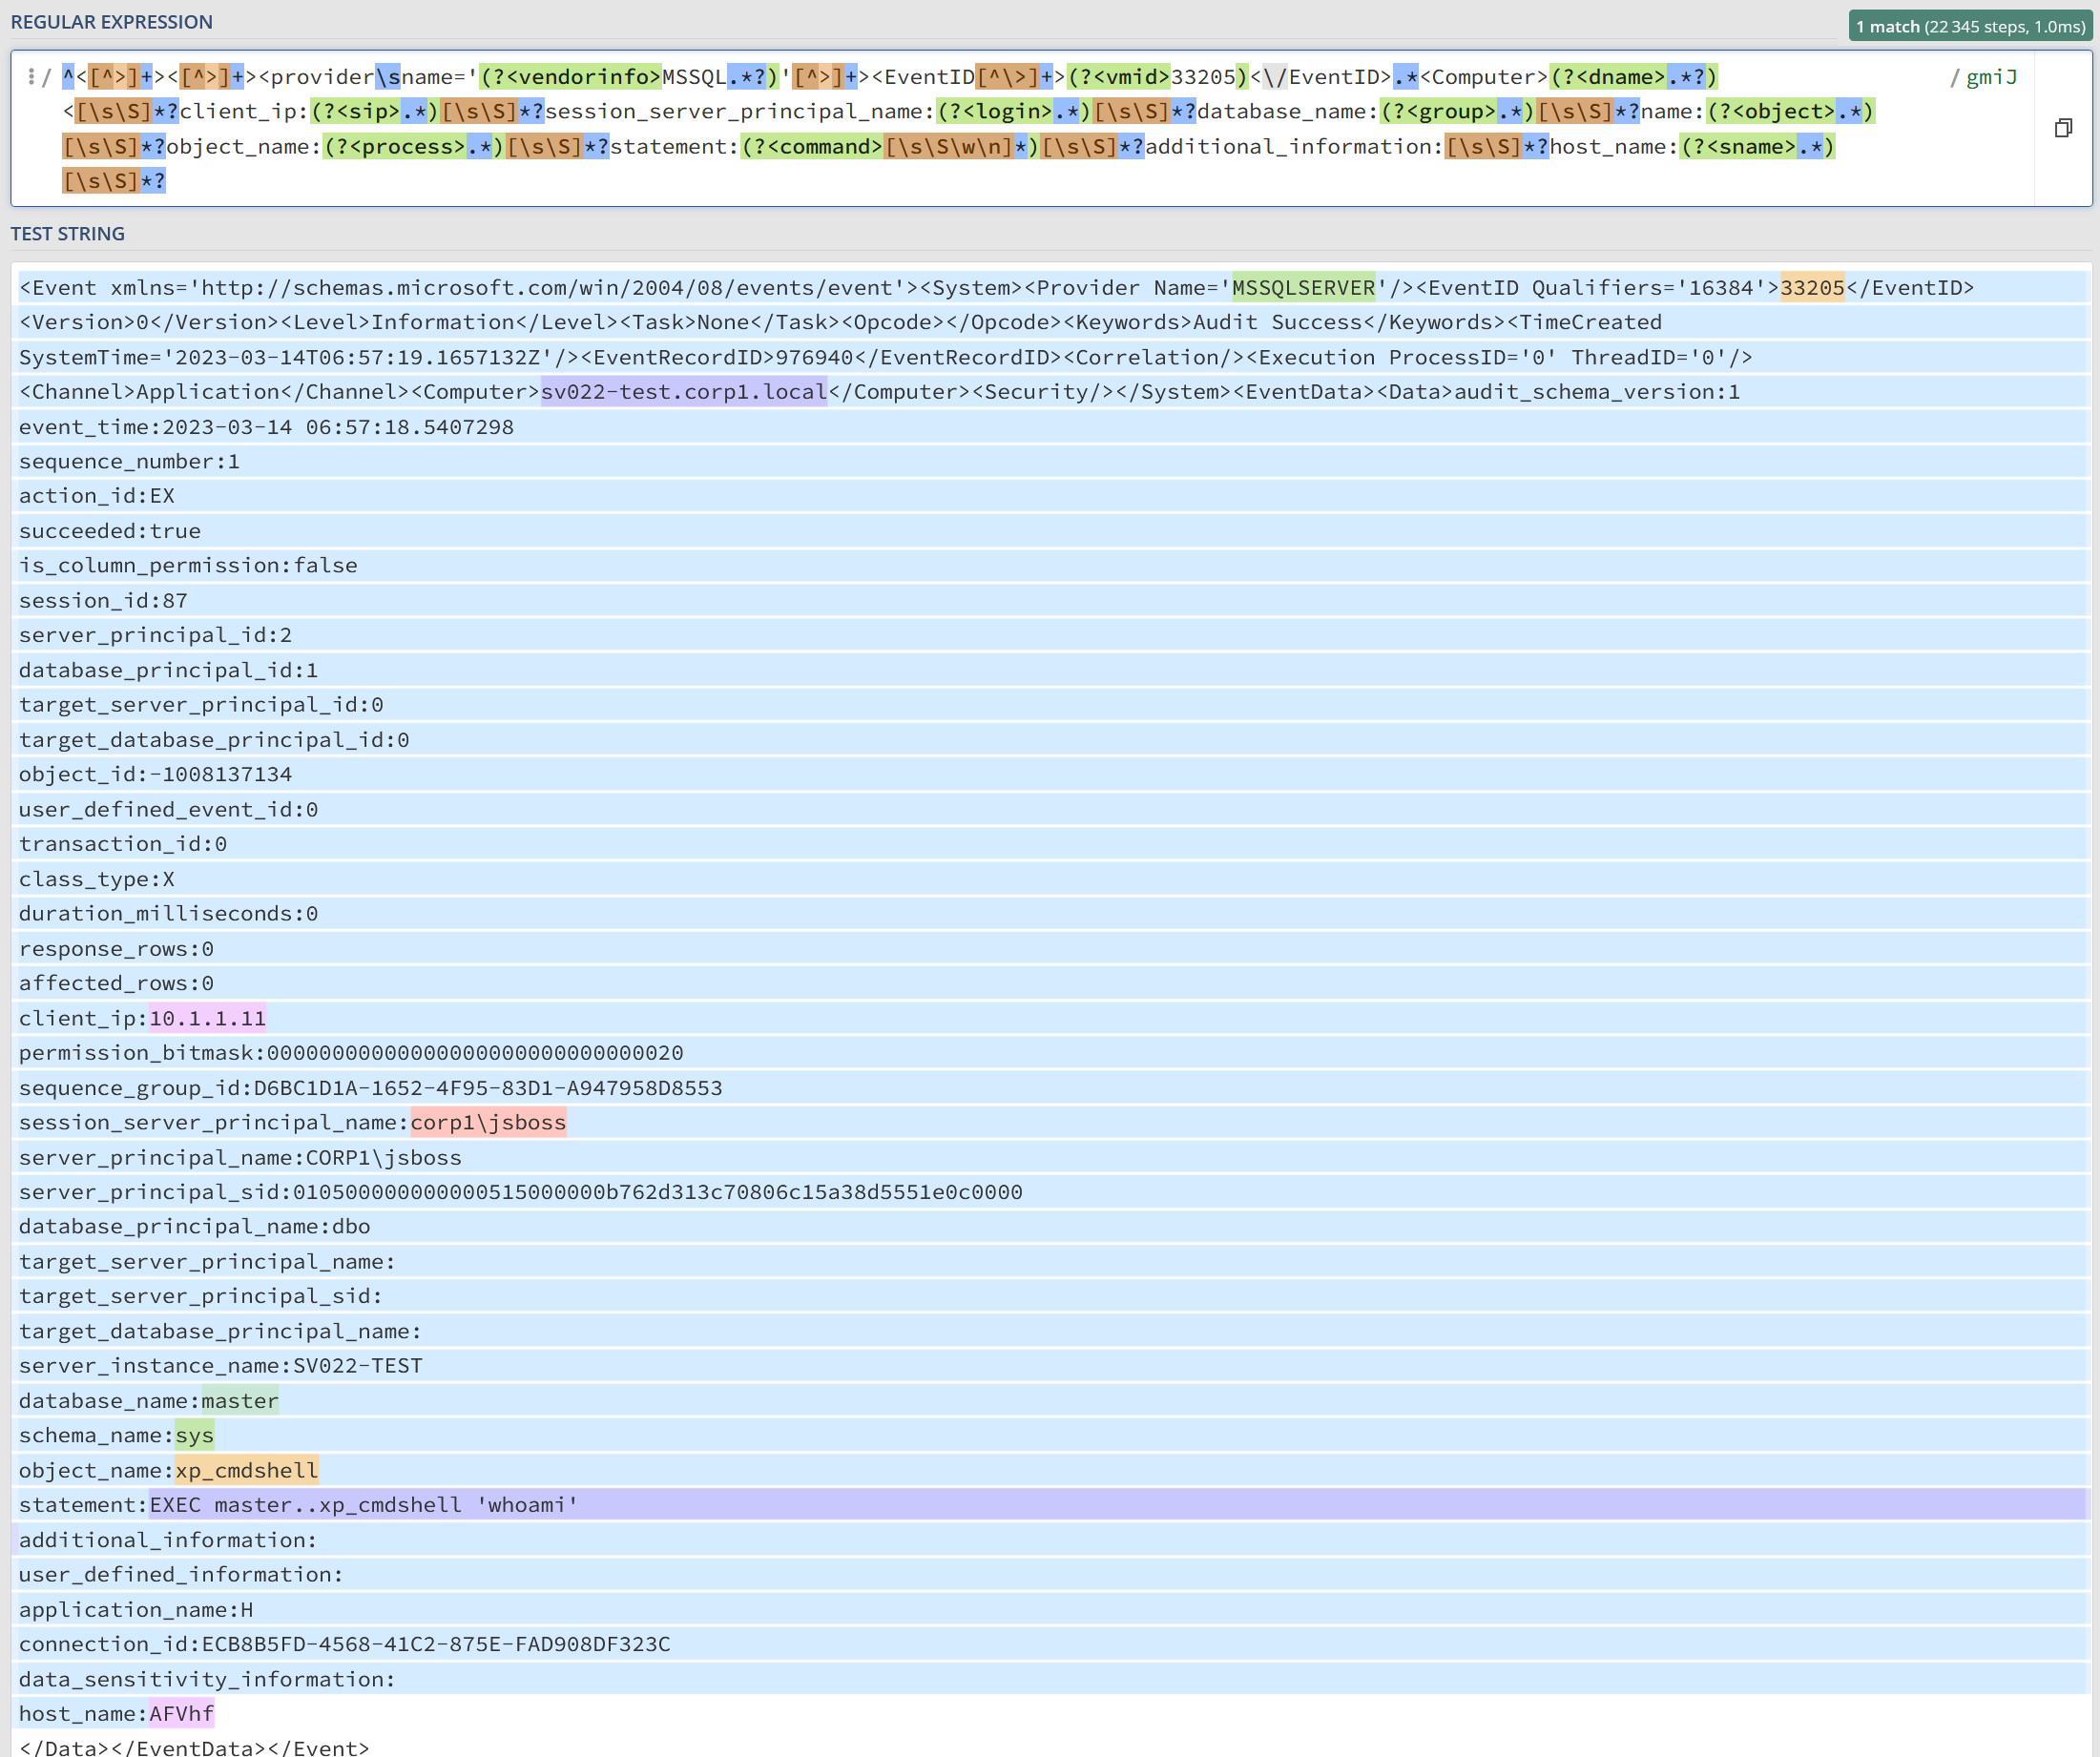 REGULAR EXPRESSION
1 match (22 345 steps, 1.0ms)
/ ^<[^>]+><[^>]+><provider\sname='(?<vendorinfo>MSSQL.*?)'[^>]+><EventID[^\>]+>(?<vmid>33205)<\/EventID>.*<Computer>(?<dname>.*?) / gmiJ
<[\s\S]*?client_ip:(?<sip>.*)[\s\S]*?session_server_principal_name:(?<login>.*)[\s\S]*?database_name:(?<group>.*)[\s\S]*?name:(?<object>.*)
[\s\S]*?object_name:(?<process>.*)[\s\S]*?statement:(?<command>[\s\S\w\n]*)[\s\S]*?additional_information:[\s\S]*?host_name:(?<sname>.*)
[\s\S]*?
TEST STRING
<Event xmlns='http://schemas.microsoft.com/win/2004/08/events/event'><System><Provider Name='MSSQLSERVER'/><EventID Qualifiers='16384'>33205</EventID>
<Version>0</Version><Level>Information</Level><Task>None</Task><Opcode></Opcode><Keywords>Audit Success</Keywords><TimeCreated
SystemTime='2023-03-14T06:57:19.1657132Z'/><EventRecordID>976940</EventRecordID><Correlation/><Execution ProcessID='0' ThreadID='0'/>
<Channel>Application</Channel><Computer>sv022-test.corp1.local</Computer><Security/></System><EventData><Data>audit_schema_version:1
event_time:2023-03-14 06:57:18.5407298
sequence_number:1
action_id:EX
succeeded:true
is_column_permission:false
session_id:87
server_principal_id:2
database_principal_id:1
target_server_principal_id:0
target_database_principal_id:0
object_id:-1008137134
user_defined_event_id:0
transaction_id:0
class_type:X
duration_milliseconds:0
response_rows:0
affected_rows:0
client_ip:10.1.1.11
permission_bitmask:00000000000000000000000000000020
sequence_group_id:D6BC1D1A-1652-4F95-83D1-A947958D8553
session_server_principal_name:corp1\jsboss
server_principal_name:CORP1\jsboss
server_principal_sid:010500000000000515000000b762d313c70806c15a38d5551e0c0000
database_principal_name:dbo
target_server_principal_name:
target_server_principal_sid:
target_database_principal_name:
server_instance_name:SV022-TEST
database_name:master
schema_name:sys
object_name:xp_cmdshell
statement:EXEC master..xp_cmdshell 'whoami'
additional_information:
user_defined_information:
application_name:H
connection_id:ECB8B5FD-4568-41C2-875E-FAD908DF323C
data_sensitivity_information:
host_name:AFVhf
</Data></EventData></Event>